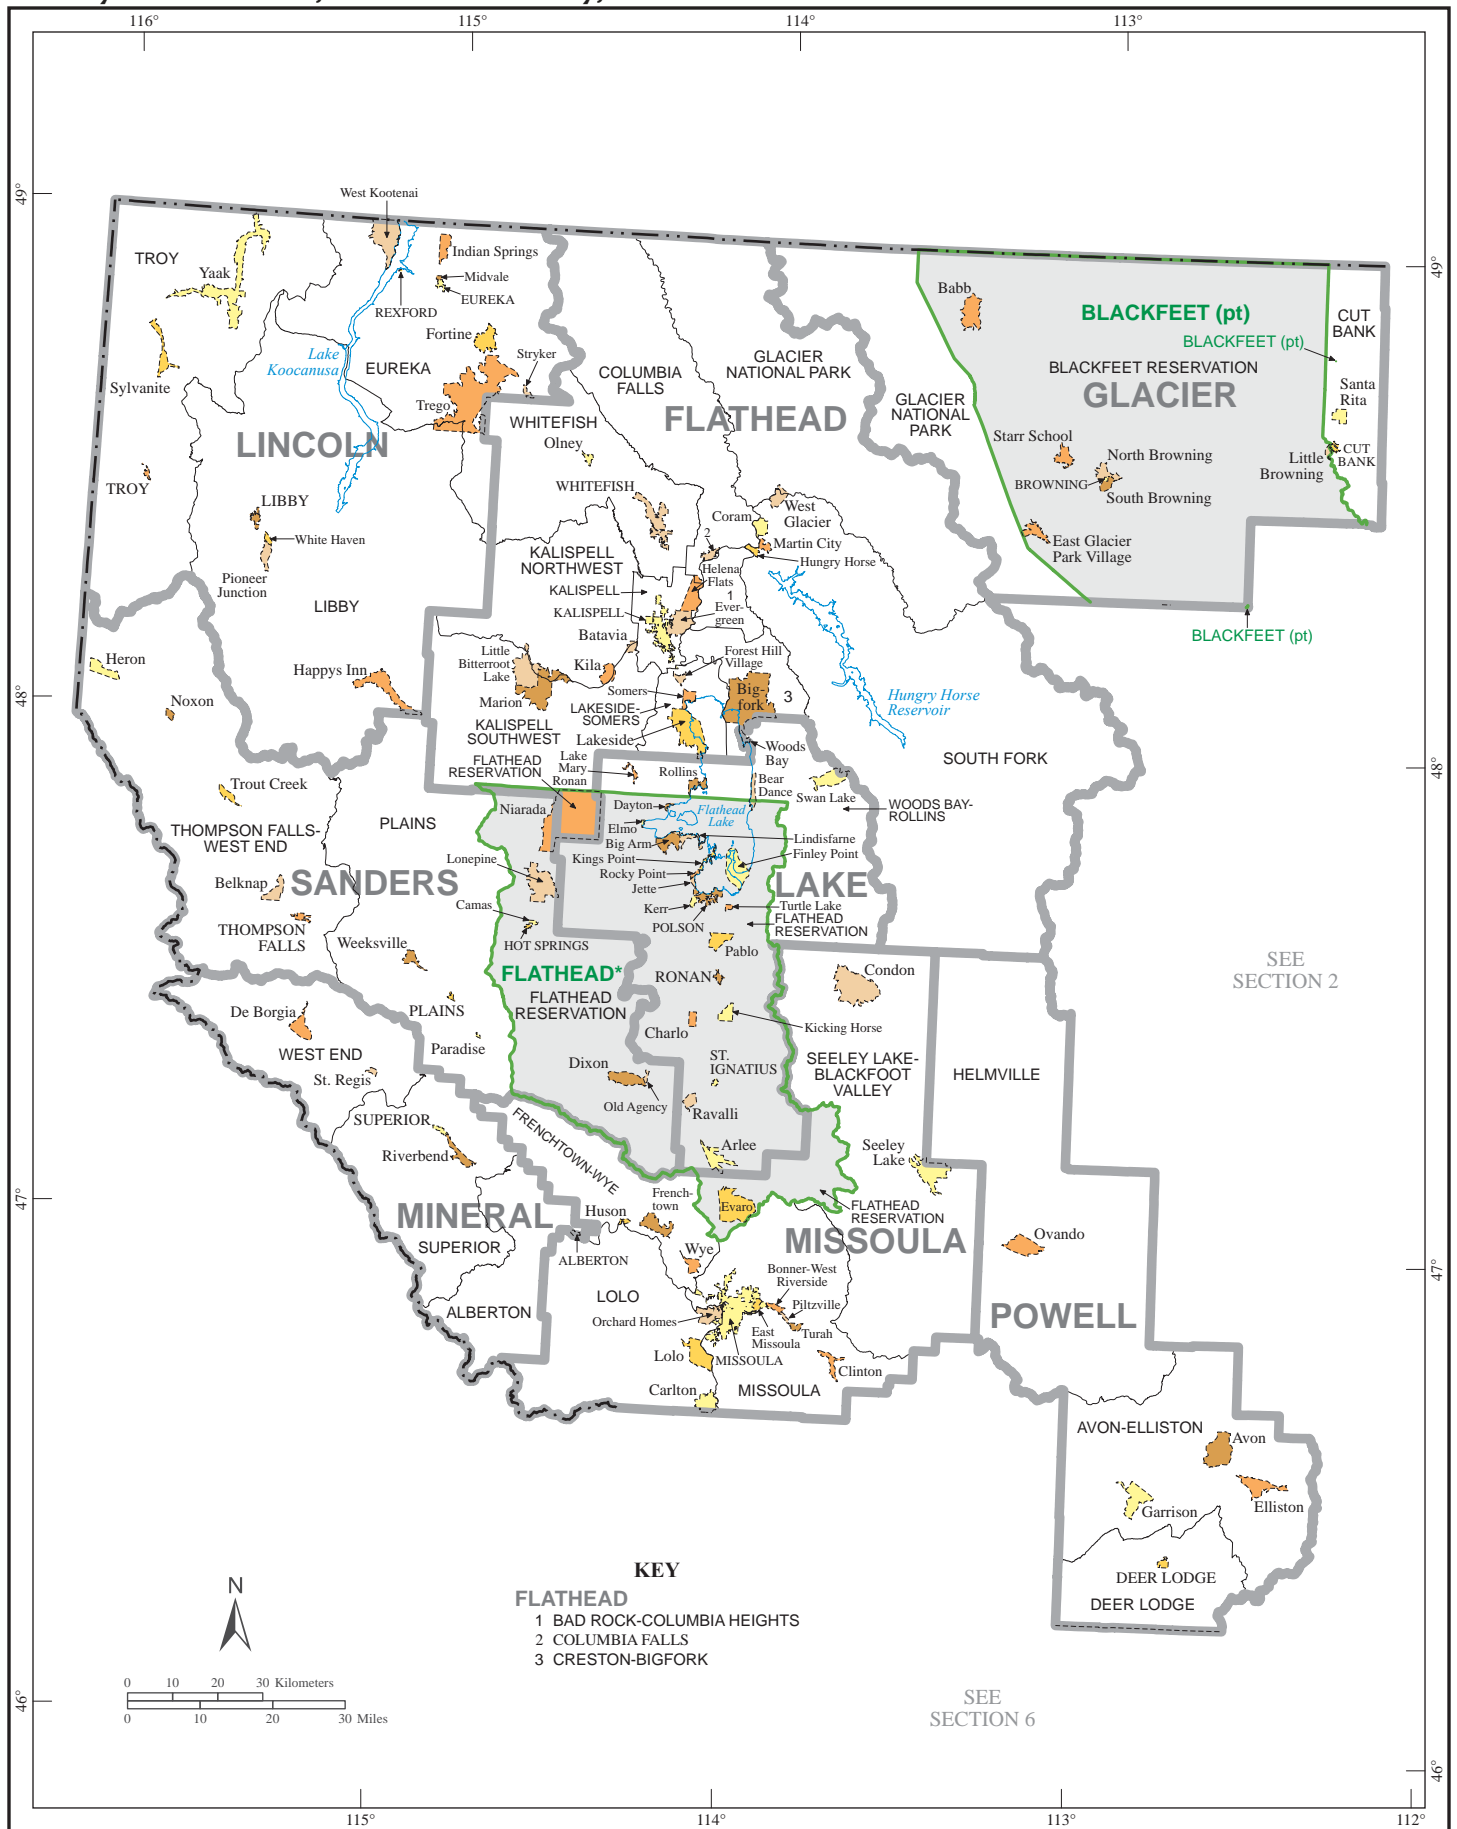 116°
115°
114°
113°
49°
49°
West Kootenai
TROY
Yaak
Indian Springs
Midvale
EUREKA
REXFORD
Fortine
Lake
Koocanusa
EUREKA
Stryker
Sylvanite
Trego
LINCOLN
TROY
LIBBY
White Haven
Pioneer
Junction
LIBBY
Happys Inn
Heron
Noxon
Babb
BLACKFEET (pt)
BLACKFEET (pt)
CUT
BANK
GLACIER
NATIONAL PARK
COLUMBIA
FALLS
FLATHEAD
BLACKFEET RESERVATION
GLACIER
GLACIER
NATIONAL
PARK
Santa
Rita
Starr School
North Browning
BROWNING
South Browning
Little
Browning
CUT
BANK
East Glacier
Park Village
BLACKFEET (pt)
WHITEFISH
Olney
WHITEFISH
West
Glacier
Coram
2
Martin City
Hungry Horse
KALISPELL
NORTHWEST
Helena
Flats
KALISPELL
1
KALISPELL
Ever-
green
Batavia
Little
Bitterroot
Lake
Kila
Forest Hill
Village
Marion
Somers
Big-
fork
3
LAKESIDE-
SOMERS
KALISPELL
SOUTHWEST
Lakeside
Hungry Horse
Reservoir
SOUTH FORK
48°
48°
FLATHEAD
RESERVATION
Lake
Mary
Ronan
Rollins
Woods
Bay
Bear
Dance
Swan Lake
WOODS BAY-
ROLLINS
Trout Creek
THOMPSON FALLS-
WEST END
PLAINS
Niarada
Dayton
Flathead
Lake
Elmo
Big Arm
Lindisfarne
Finley Point
Kings Point
Rocky Point
Jette
Lonepine
Belknap
SANDERS
LAKE
Kerr
Turtle Lake
POLSON
FLATHEAD
RESERVATION
Camas
HOT SPRINGS
THOMPSON
FALLS
Weeksville
Pablo
FLATHEAD*
FLATHEAD
RESERVATION
RONAN
Condon
SEE
SECTION 2
De Borgia
PLAINS
Kicking Horse
Charlo
WEST END
Paradise
ST.
IGNATIUS
SEELEY LAKE-
BLACKFOOT
VALLEY
HELMVILLE
St. Regis
Dixon
Old Agency
Ravalli
SUPERIOR
FRENCHTOWN-WYE
Arlee
Seeley
Lake
Riverbend
47°
47°
MINERAL
SUPERIOR
Huson
French-
town
Evaro
FLATHEAD
RESERVATION
ALBERTON
MISSOULA
Ovando
Wye
Bonner-West
Riverside
ALBERTON
LOLO
Piltzville
Orchard Homes
East
Missoula
Turah
MISSOULA
POWELL
Lolo
Clinton
Carlton
MISSOULA
AVON-ELLISTON
Avon
Garrison
Elliston
DEER LODGE
DEER LODGE
KEY
FLATHEAD
1 BAD ROCK-COLUMBIA HEIGHTS
2 COLUMBIA FALLS
3 CRESTON-BIGFORK
N
0 10 20 30 Kilometers
0 10 20 30 Miles
SEE
SECTION 6
46°
46°
115°
114°
113°
112°